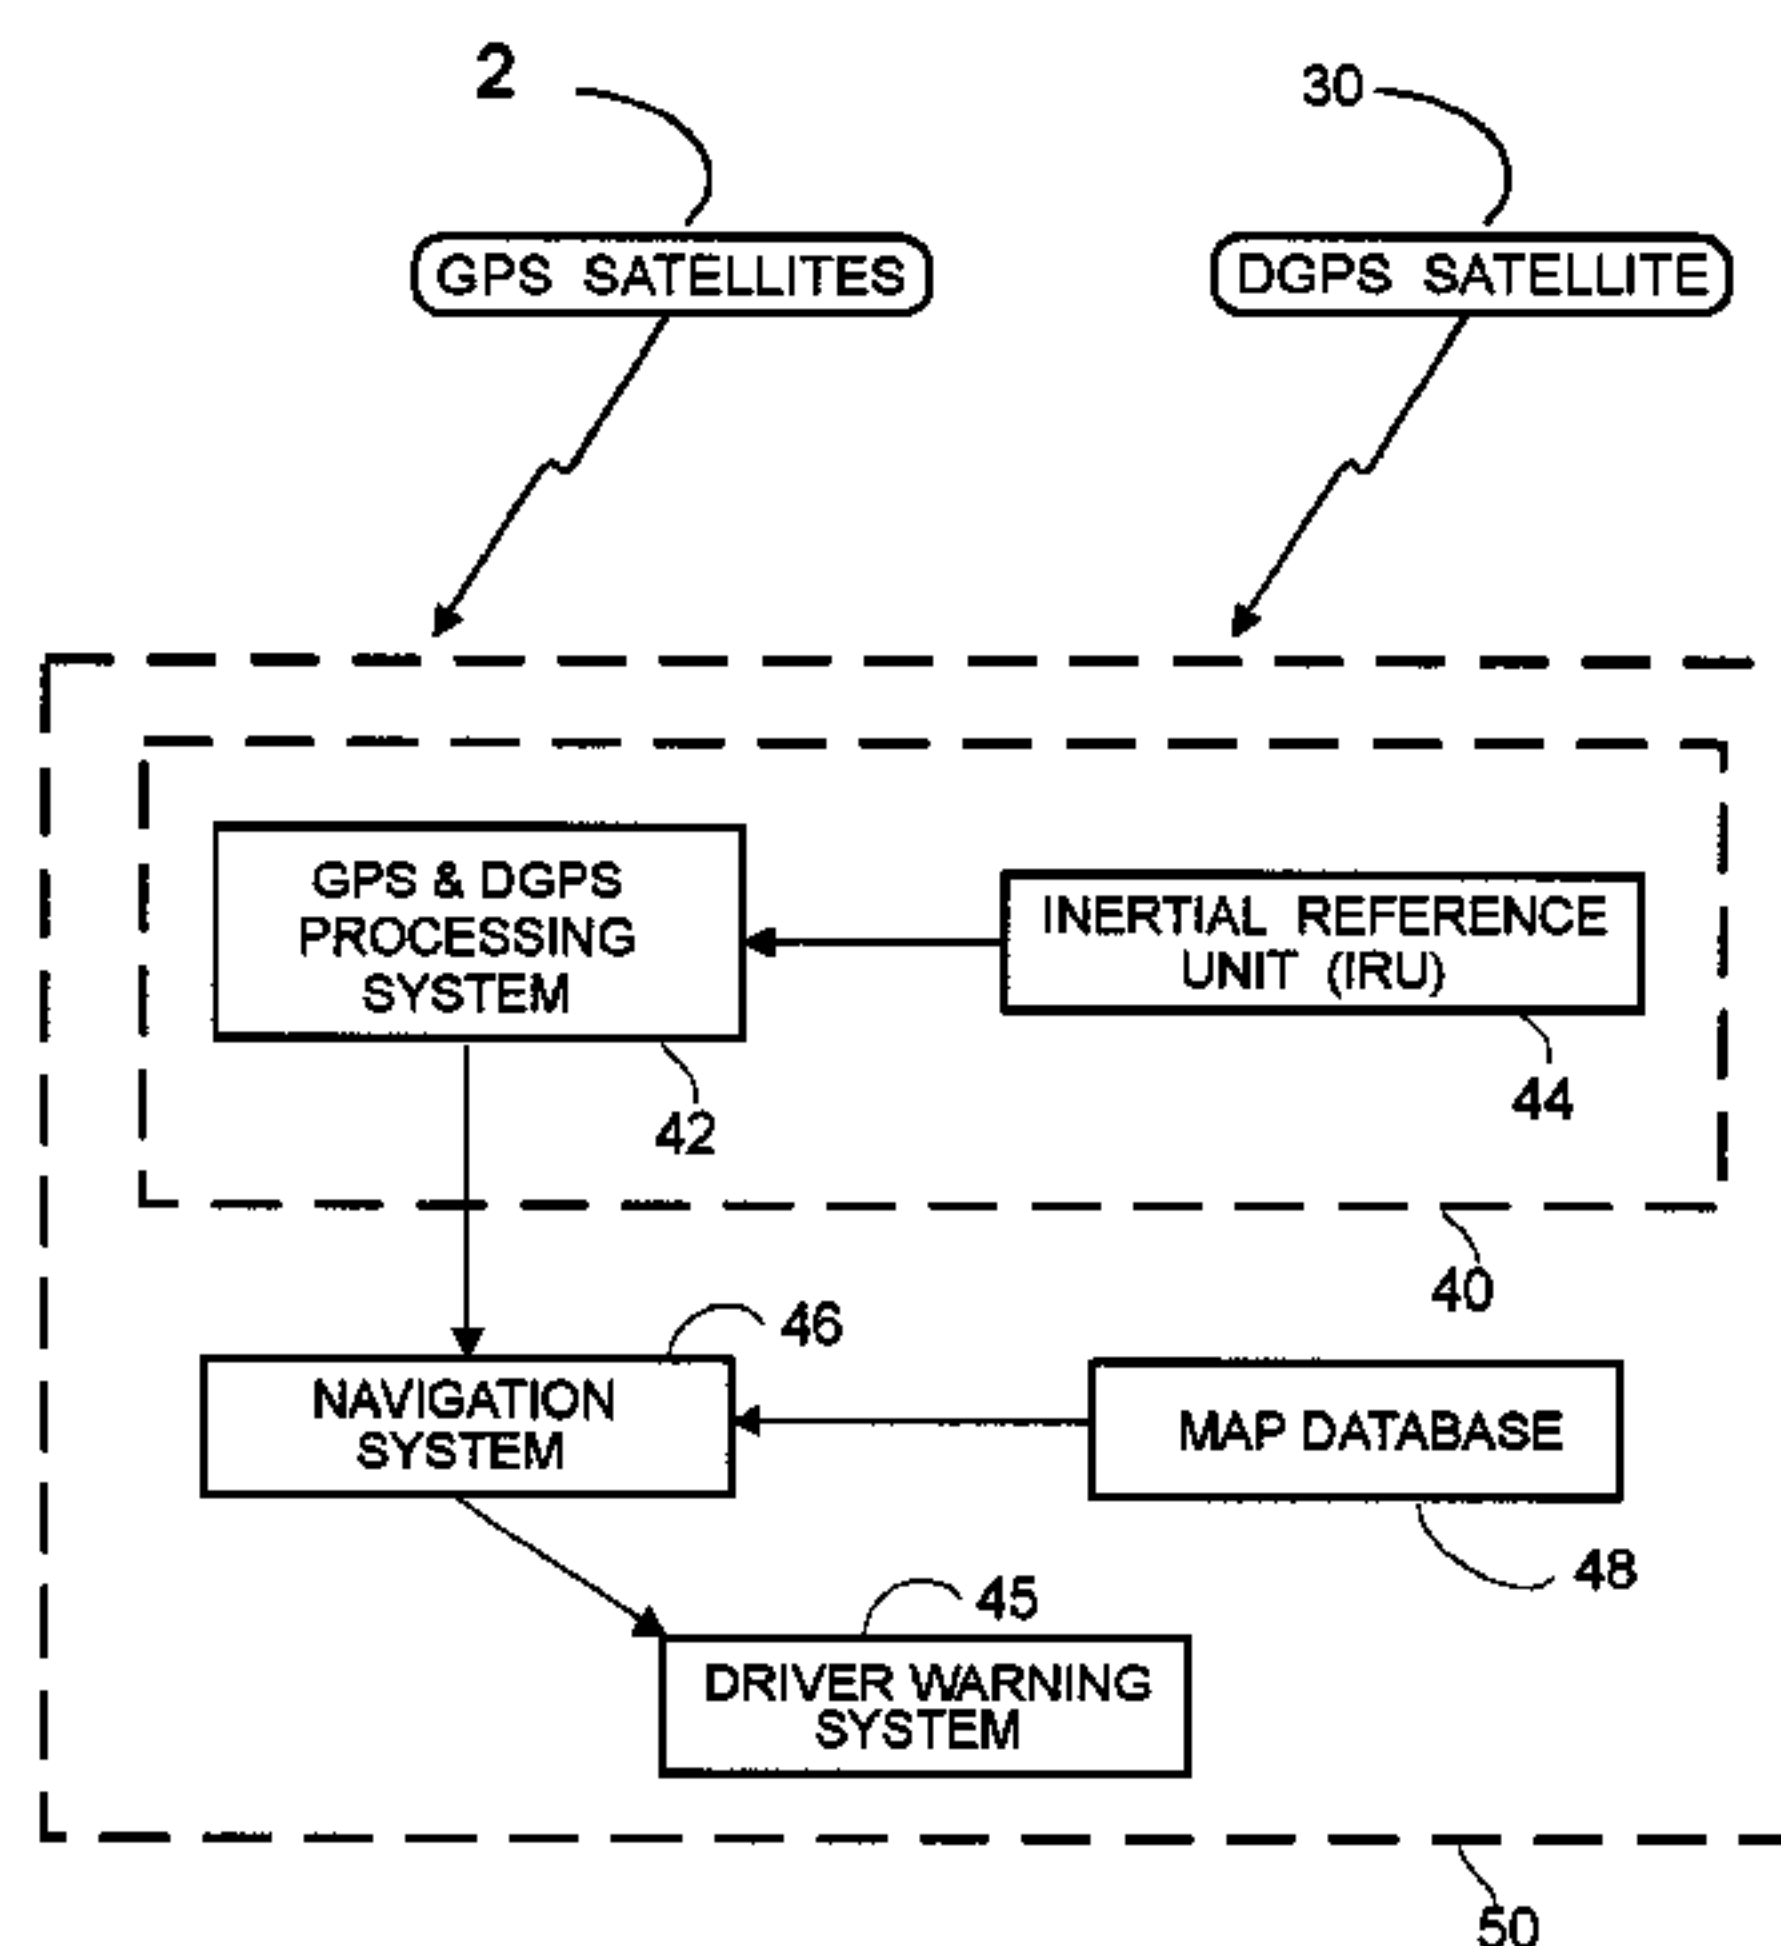 2
30
GPS SATELLITES
DGPS SATELLITE
GPS & DGPS
PROCESSING
SYSTEM
INERTIAL REFERENCE
UNIT (IRU)
42
44
40
46
NAVIGATION
SYSTEM
MAP DATABASE
48
45
DRIVER WARNING
SYSTEM
50